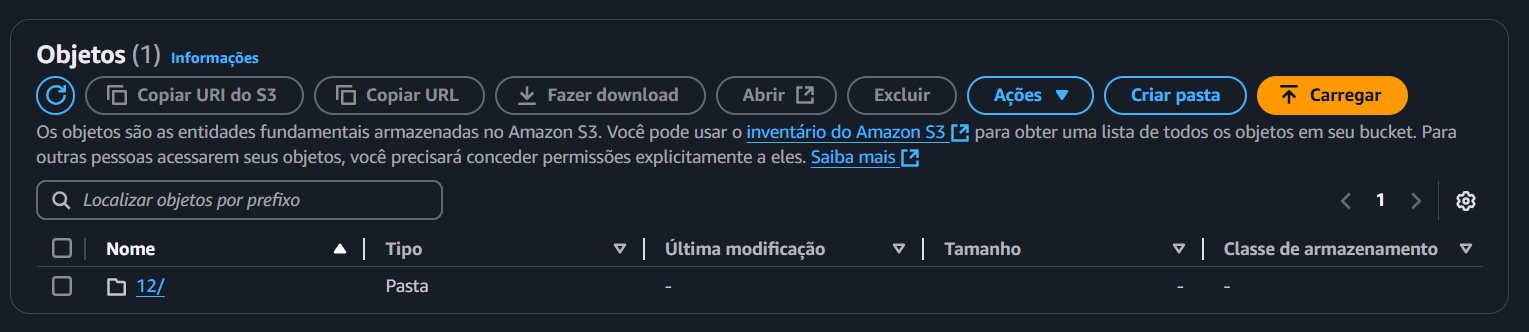 Objetos (1) Informações
Copiar URI do S3 Copiar URL Fazer download Abrir Excluir Ações Criar pasta Carregar
Os objetos são as entidades fundamentais armazenadas no Amazon S3. Você pode usar o inventário do Amazon S3 para obter uma lista de todos os objetos em seu bucket. Para
outras pessoas acessarem seus objetos, você precisará conceder permissões explicitamente a eles. Saiba mais
Localizar objetos por prefixo 1
Nome Tipo Última modificação Tamanho Classe de armazenamento
12/ Pasta - - -